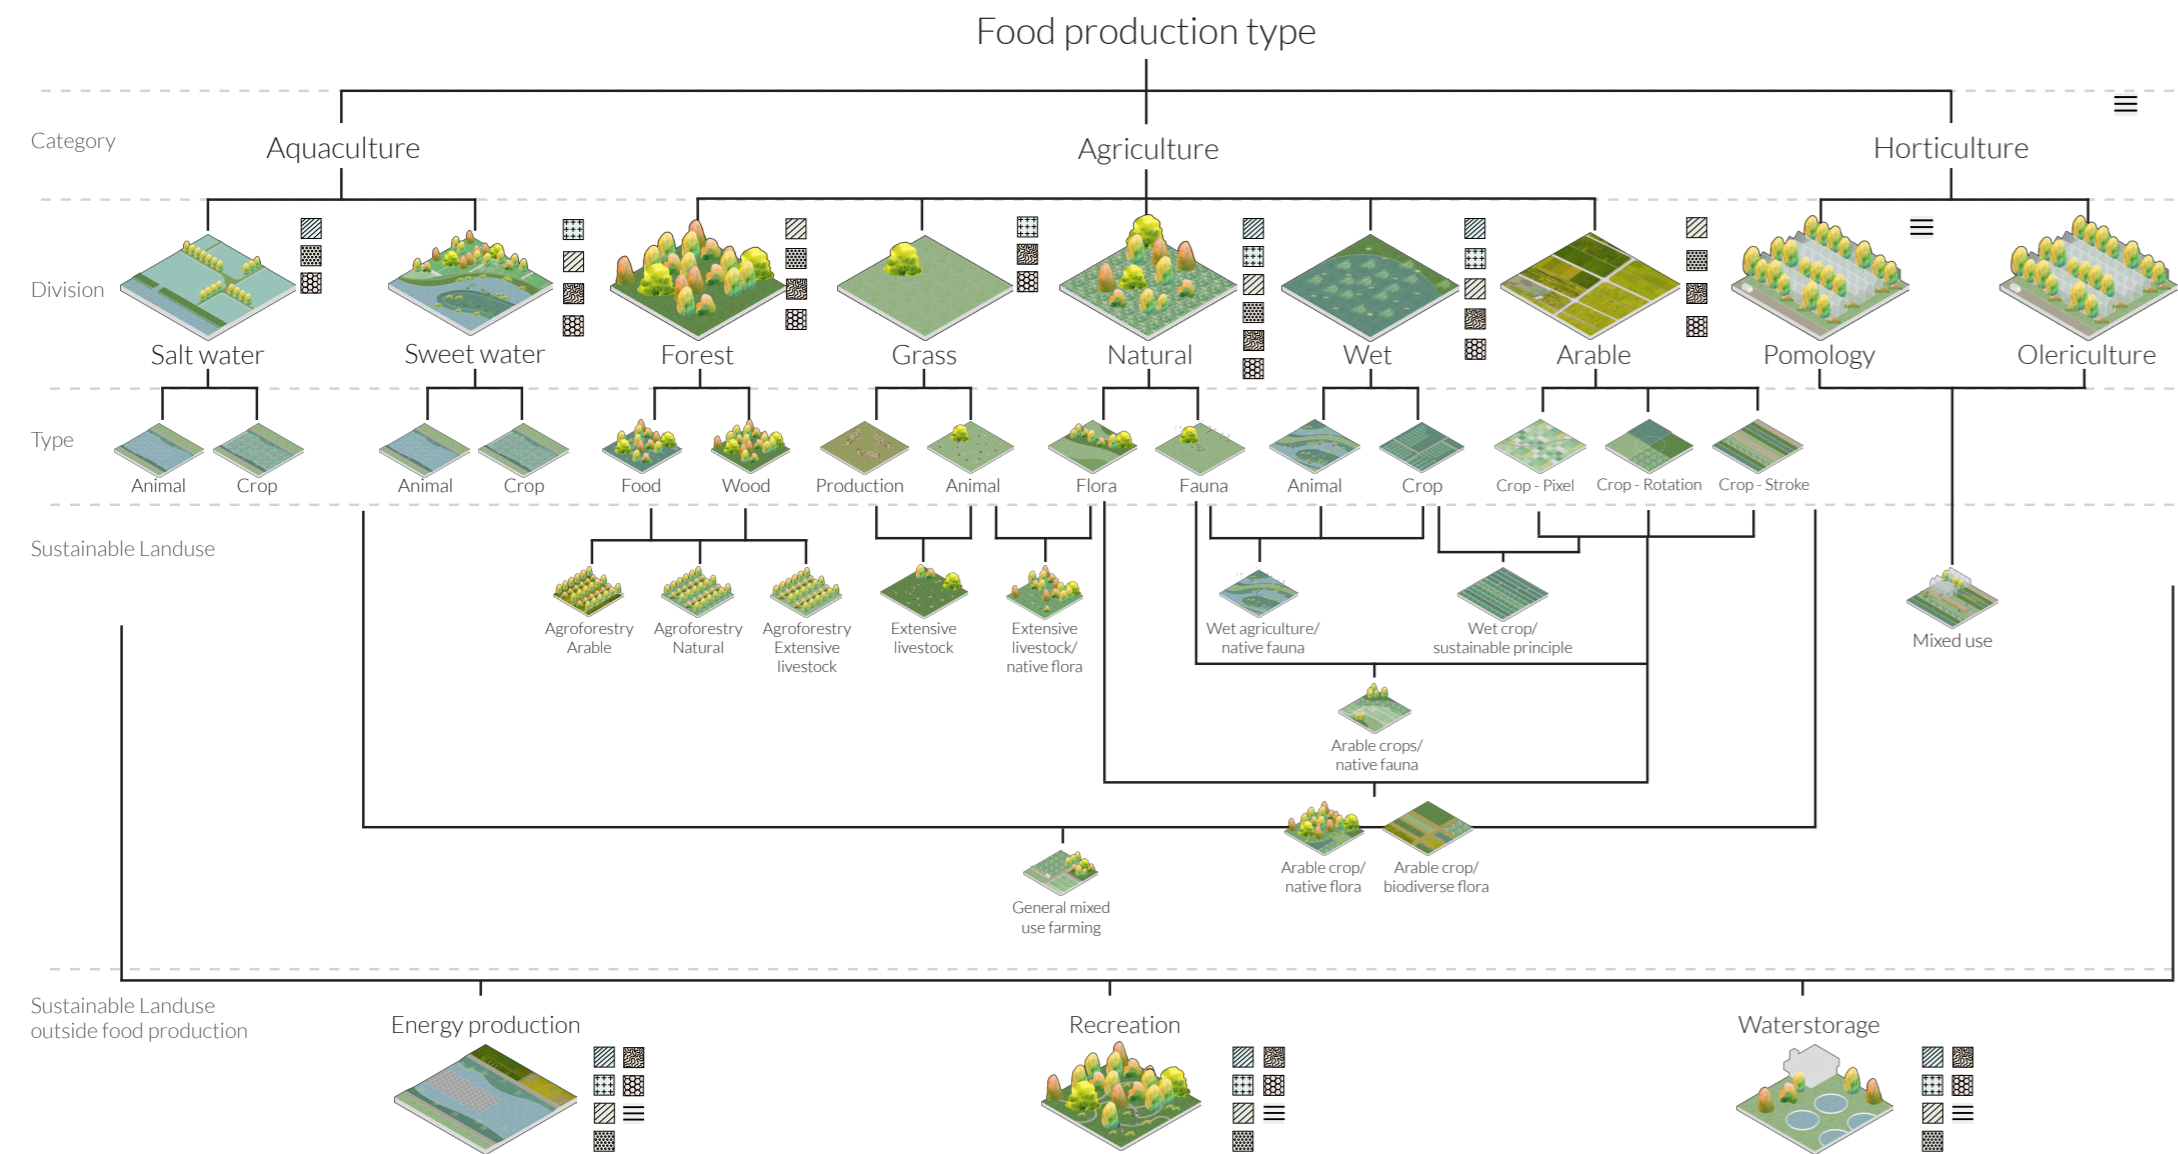 Food production type
Category
Aquaculture
Agriculture
Horticulture
Division
Salt water
Sweet water
Forest
Grass
Natural
Wet
Arable
Pomology
Olericulture
Type
Animal
Crop
Animal
Crop
Food
Wood
Production
Animal
Flora
Fauna
Animal
Crop
Crop - Pixel
Crop - Rotation
Crop - Stroke
Sustainable Landuse
Agroforestry
Arable
Agroforestry
Natural
Agroforestry
Extensive
livestock
Extensive
livestock
Extensive
livestock/
native flora
Wet agriculture/
native fauna
Wet crop/
sustainable principle
Mixed use
Arable crops/
native fauna
Arable crop/
native flora
Arable crop/
biodiverse flora
General mixed
use farming
Sustainable Landuse
outside food production
Energy production
Recreation
Waterstorage